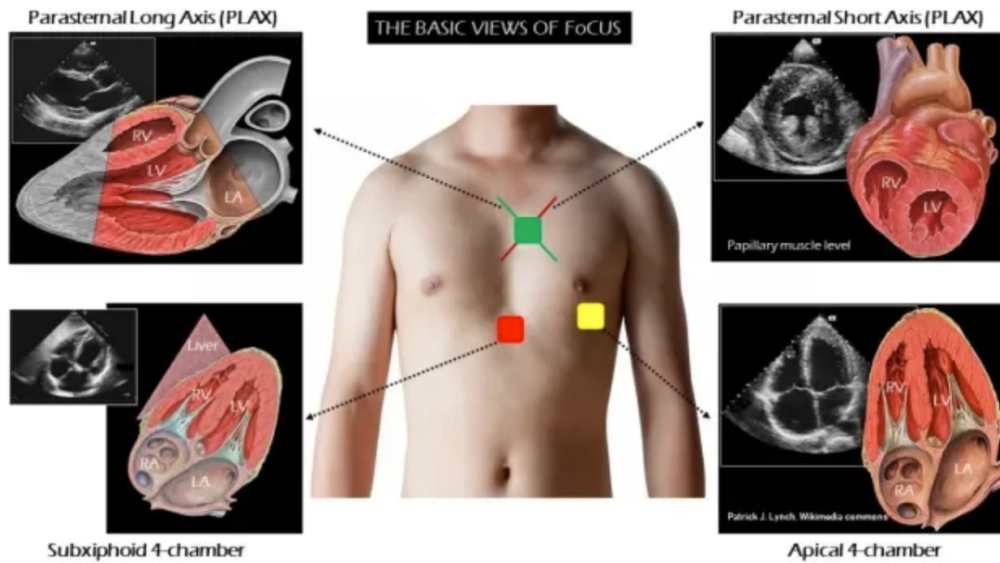 Parasternal Long Axis (PLAX)
THE BASIC VIEWS OF FoCUS
Parasternal Short Axis (PLAX)
RV
LV
LA
RV
LV
Papillary muscle level
Liver
RV
LV
RA
LA
RV
LV
LA
RA
Patrick J. Lynch, Wikimedia commons
Subxiphoid 4-chamber
Apical 4-chamber